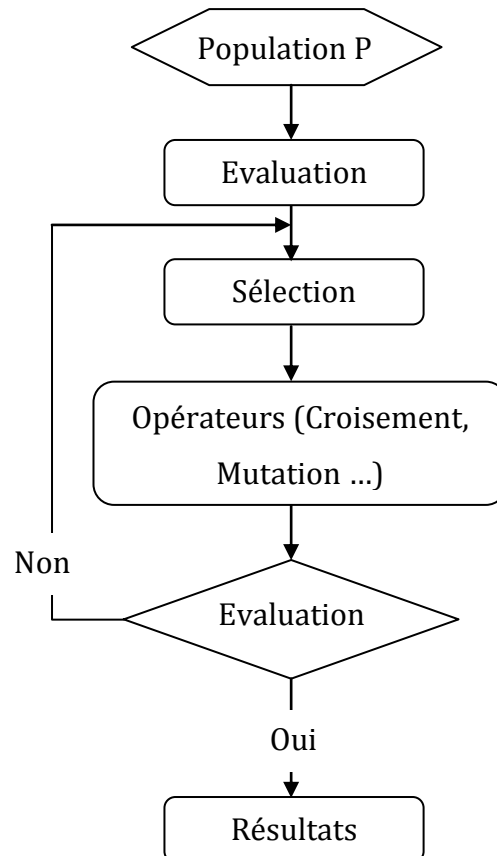 Population P
Evaluation
Sélection
Opérateurs (Croisement,
Mutation ...)
Non
Evaluation
Oui
Résultats